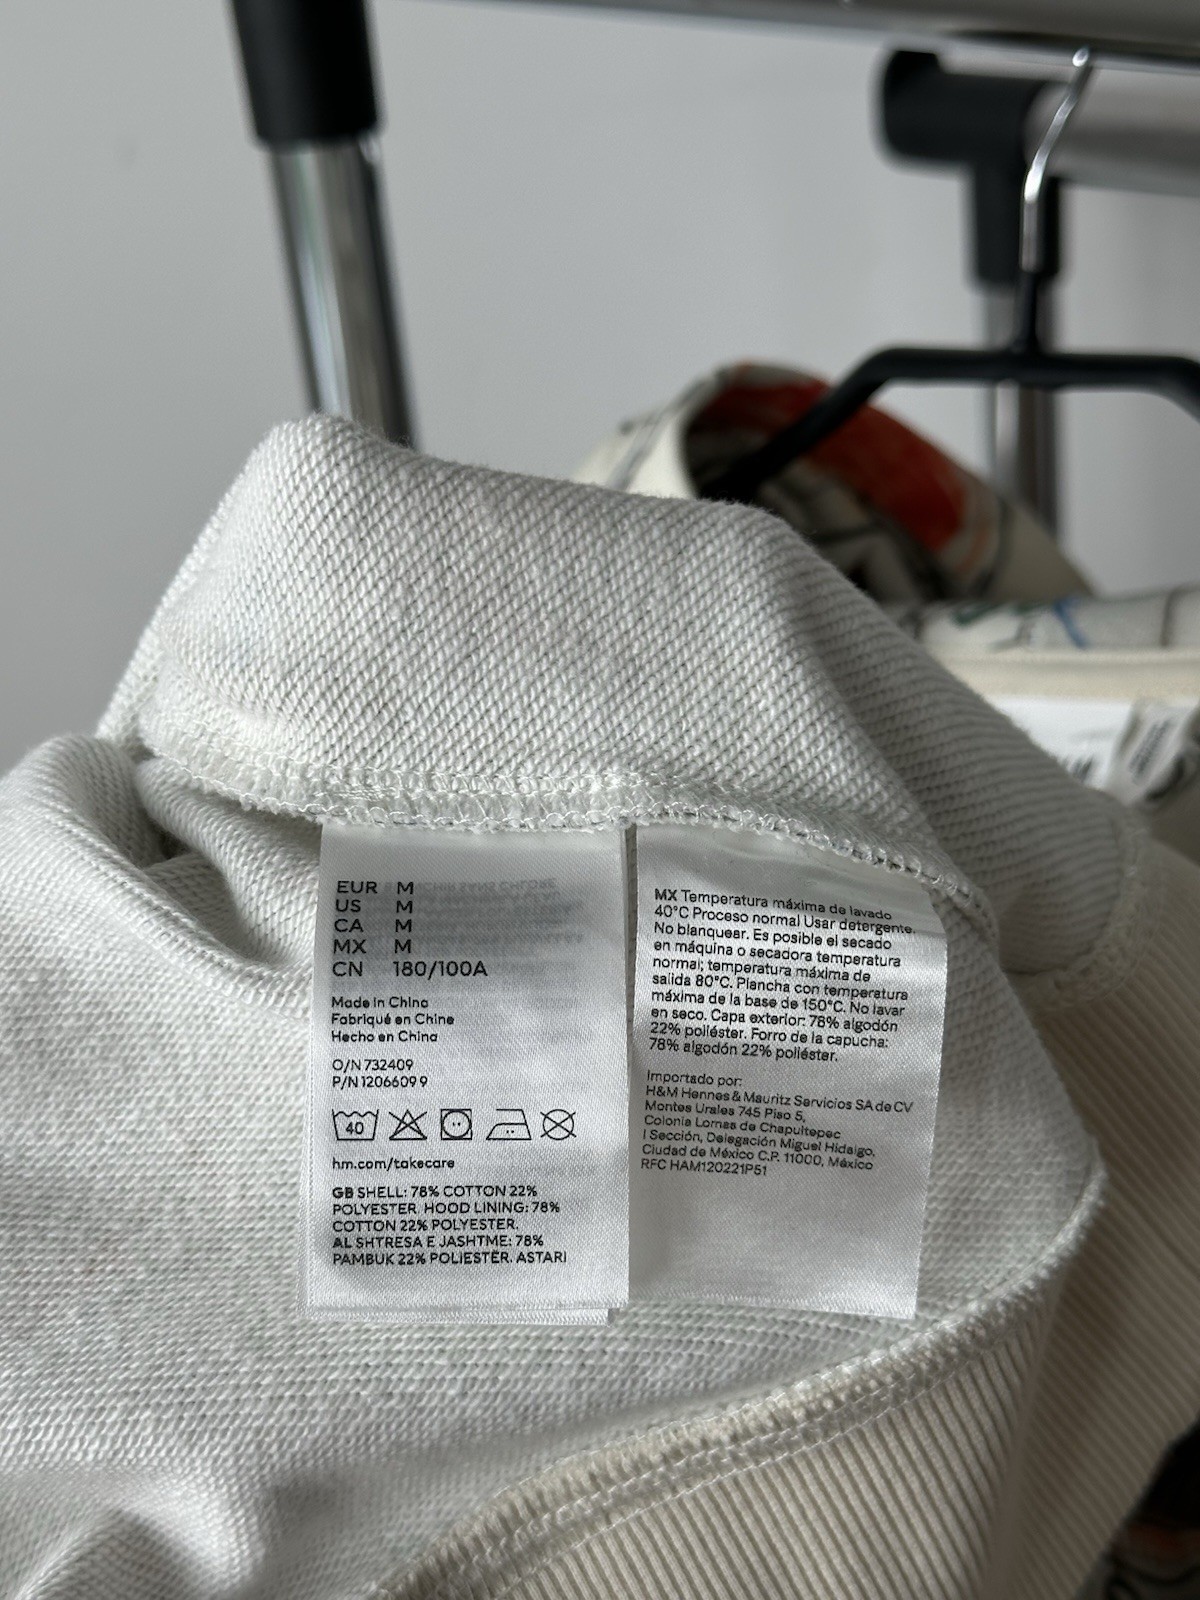 EUR M
US M
CA M
MX M
CN 180/100A
Made in China
Fabriqué en Chine
Hecho en China
O/N 732409
P/N 1206609 9
40
hm.com/takecare
GB SHELL: 78% COTTON 22%
POLYESTER. HOOD LINING: 78%
COTTON 22% POLYESTER.
AL SHTRESA E JASHTME: 78%
PAMBUK 22% POLIESTËR. ASTARI
MX Temperatura máxima de lavado
40°C Proceso normal Usar detergente.
No blanquear. Es posible el secado
en máquina o secadora temperatura
normal; temperatura máxima de
salida 80°C. Plancha con temperatura
máxima de la base de 150°C. No lavar
en seco. Capa exterior: 78% algodón
22% poliéster. Forro de la capucha:
78% algodón 22% poliéster.
Importado por:
H&M Hennes & Mauritz Servicios SA de CV
Montes Urales 745 Piso 5,
Colonia Lomas de Chapultepec
I Sección, Delegación Miguel Hidalgo,
Ciudad de México C.P. 11000, México
RFC HAM120221P51